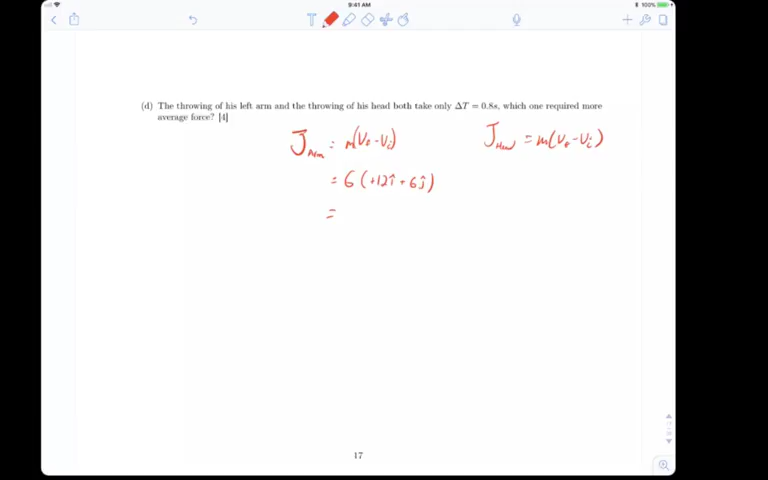 9:41 AM
100%
T
(d) The throwing of his left arm and the throwing of his head both take only ΔT = 0.8s, which one required more
average force? [4]
J_Arm = m(V_f - V_i)
J_Head = m(V_f - V_i)
= 6(+12î + 6ĵ)
=
17